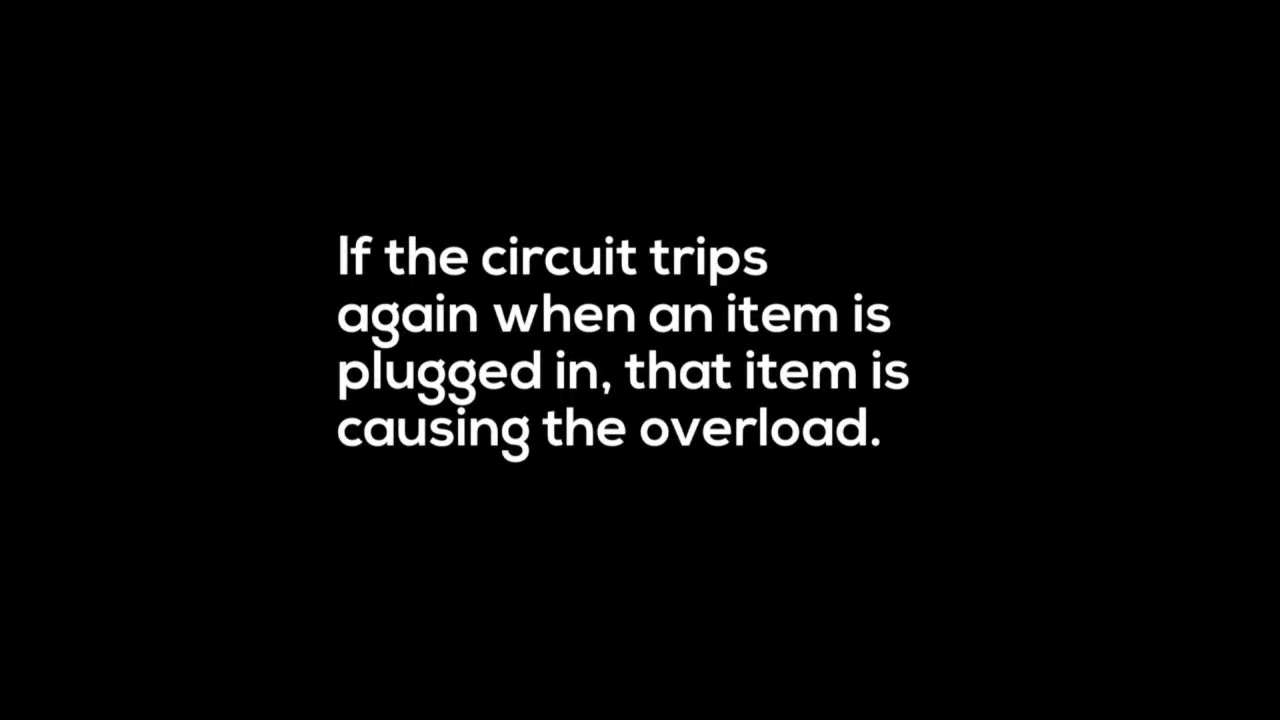 If the circuit trips
again when an item is
plugged in, that item is
causing the overload.